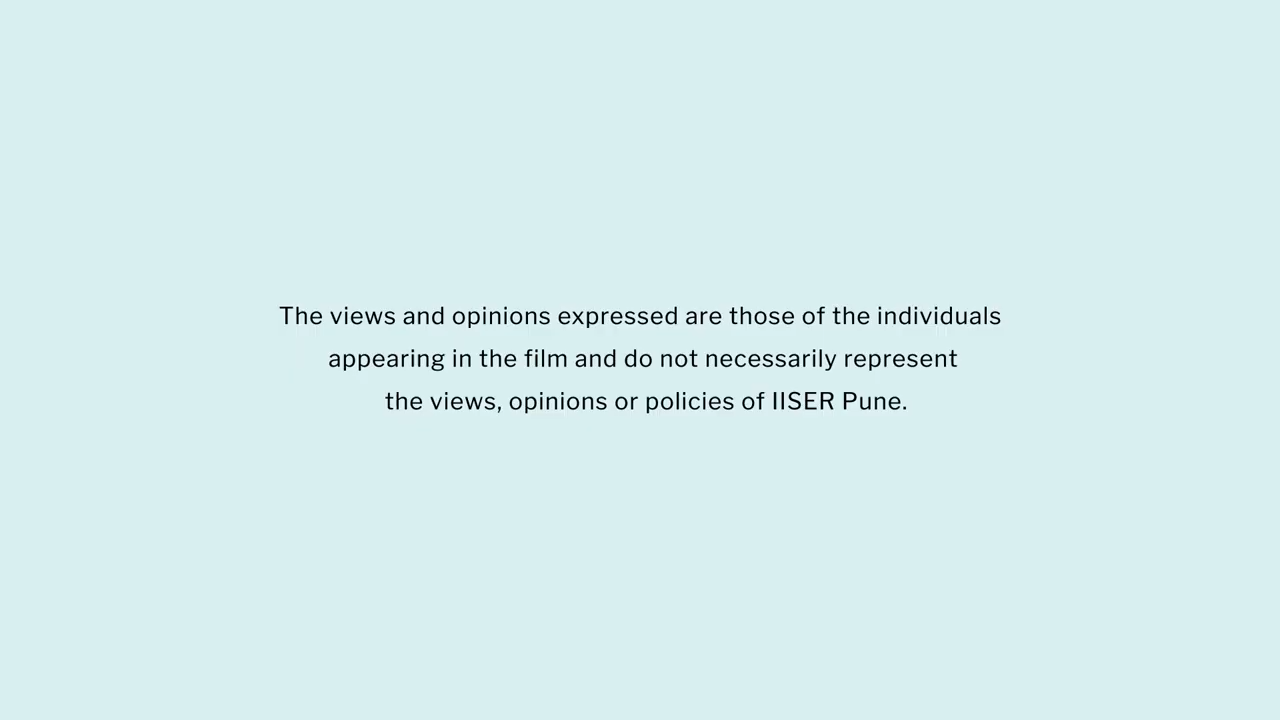 The views and opinions expressed are those of the individuals
appearing in the film and do not necessarily represent
the views, opinions or policies of IISER Pune.